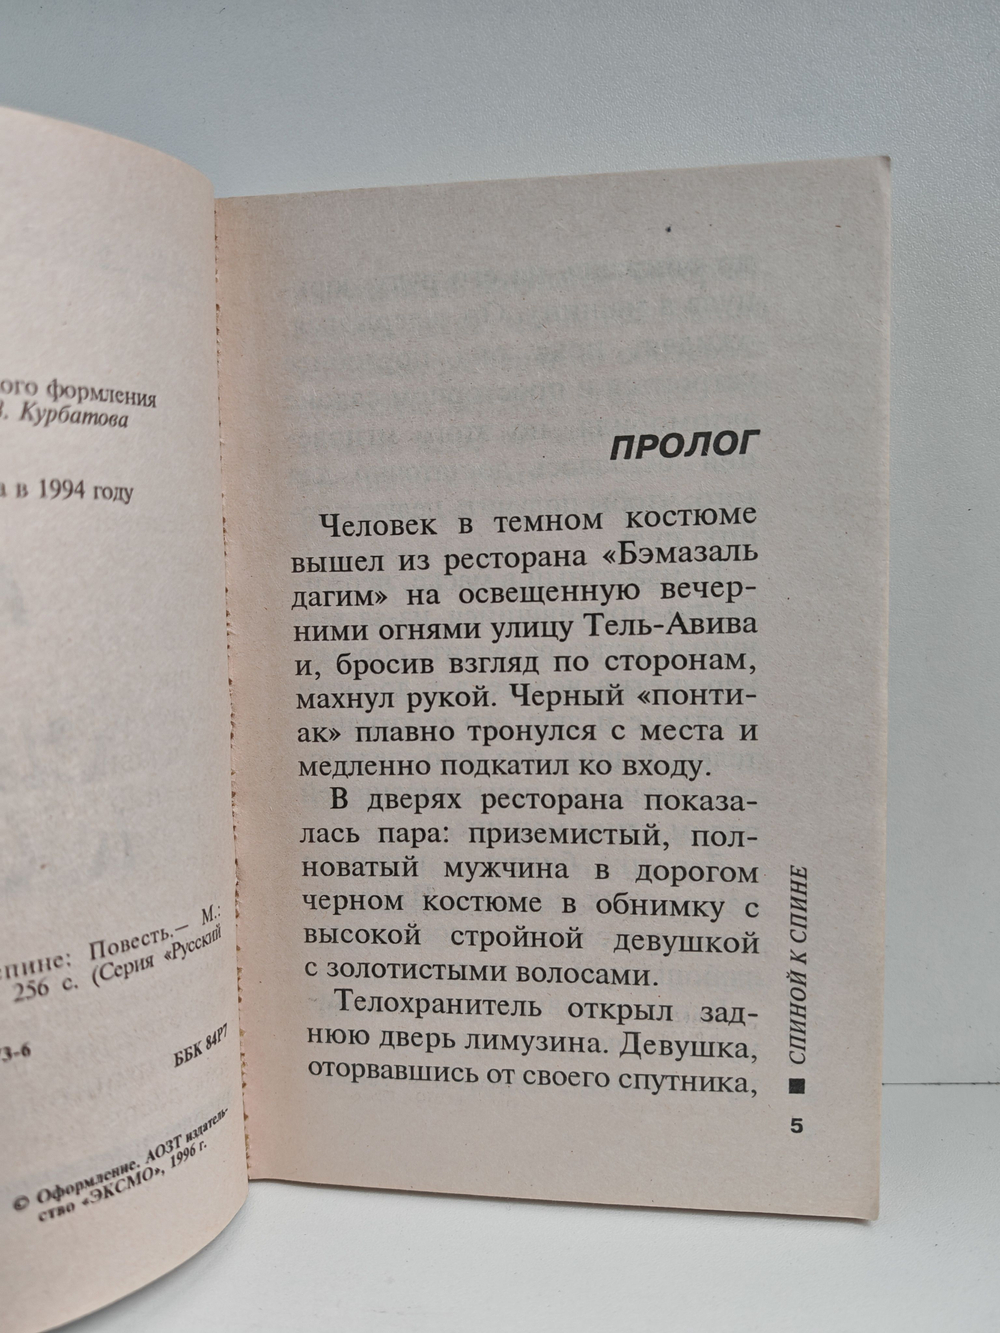 ого формления
В. Курбатова
а в 1994 году
спине: Повесть.— М.:
256 с. (Серия «Русский
73-6
ББК 84Р7
© Оформление. АОЗТ издатель-
ство «ЭКСМО», 1996 г.
ПРОЛОГ
Человек в темном костюме
вышел из ресторана «Бэмазаль
дагим» на освещенную вечер-
ними огнями улицу Тель-Авива
и, бросив взгляд по сторонам,
махнул рукой. Черный «понти-
ак» плавно тронулся с места и
медленно подкатил ко входу.
В дверях ресторана показа-
лась пара: приземистый, пол-
новатый мужчина в дорогом
черном костюме в обнимку с
высокой стройной девушкой
с золотистыми волосами.
Телохранитель открыл зад-
нюю дверь лимузина. Девушка,
оторвавшись от своего спутника,
■ СПИНОЙ К СПИНЕ
5